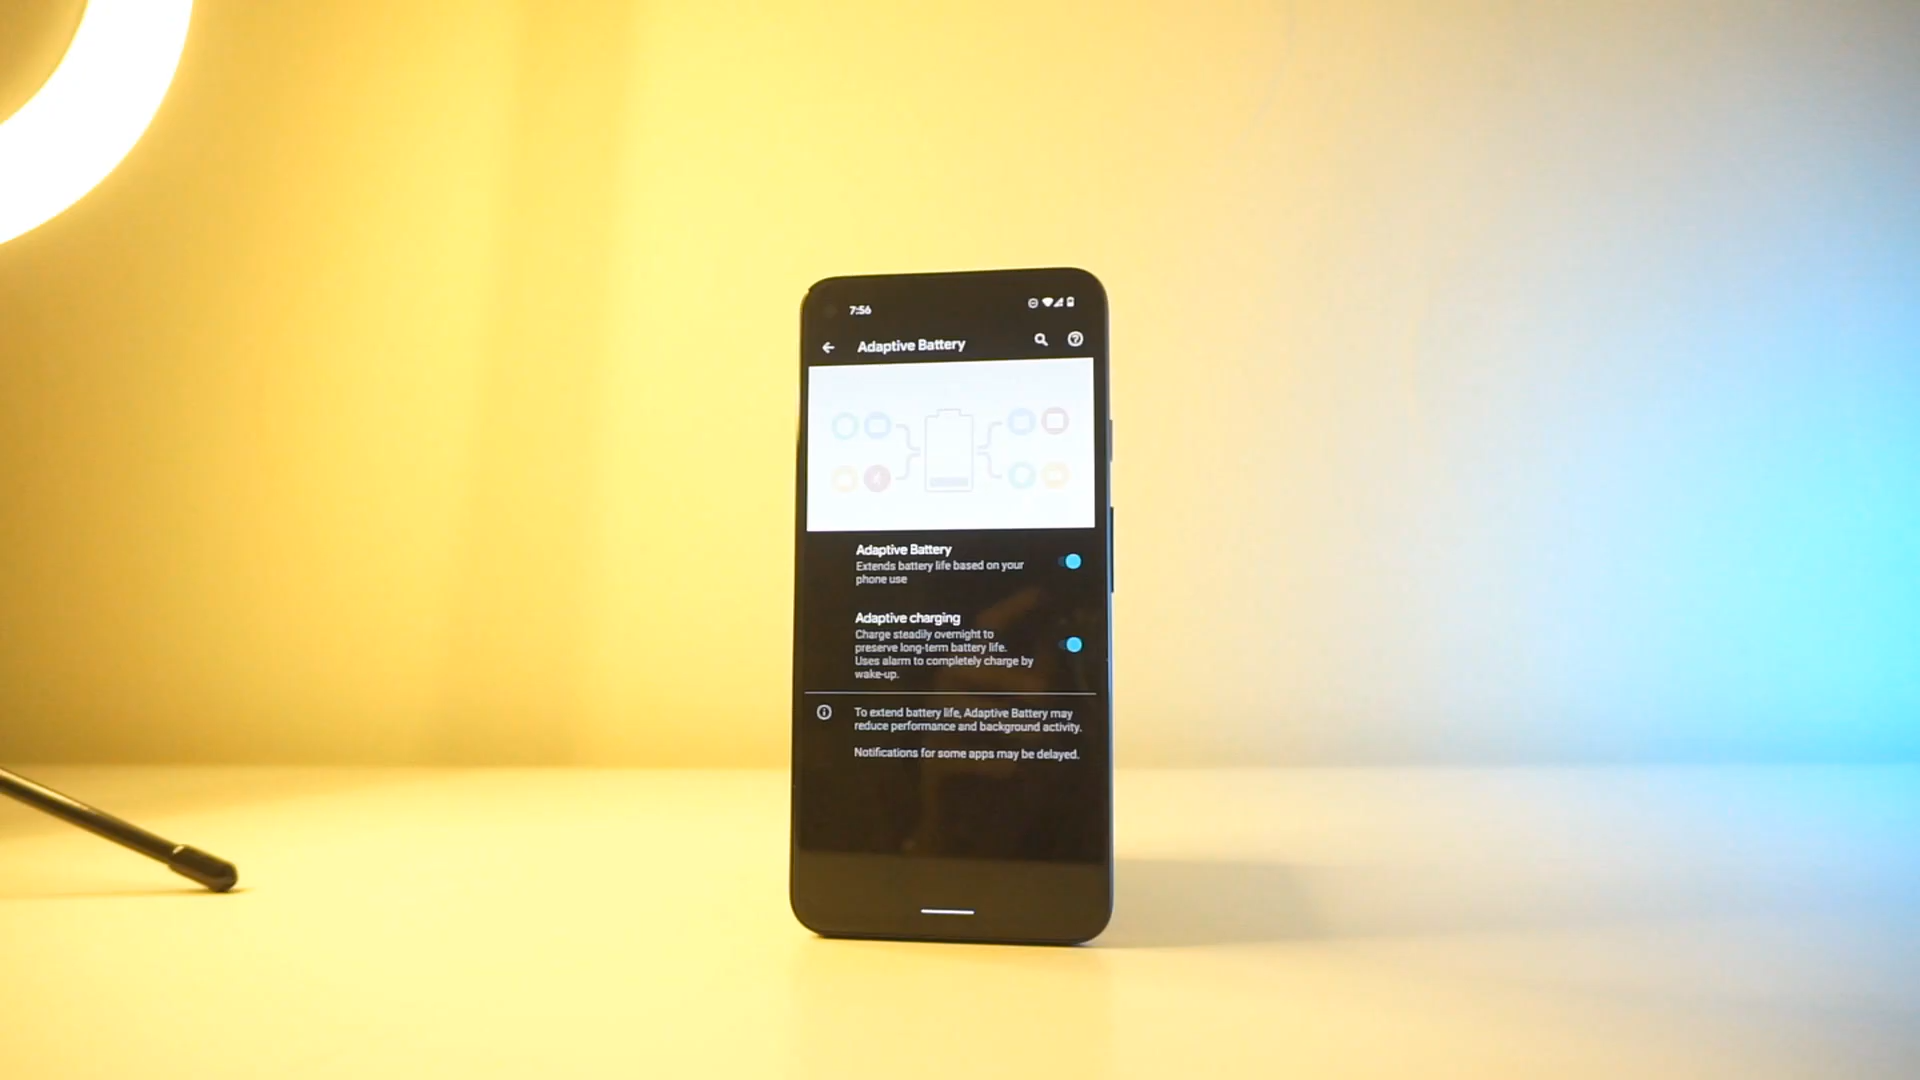 7:56
Adaptive Battery
Adaptive Battery
Extends battery life based on your
phone use
Adaptive charging
Charge steadily overnight to
preserve long-term battery life.
Uses alarm to completely charge by
wake-up.
To extend battery life, Adaptive Battery may
reduce performance and background activity.
Notifications for some apps may be delayed.